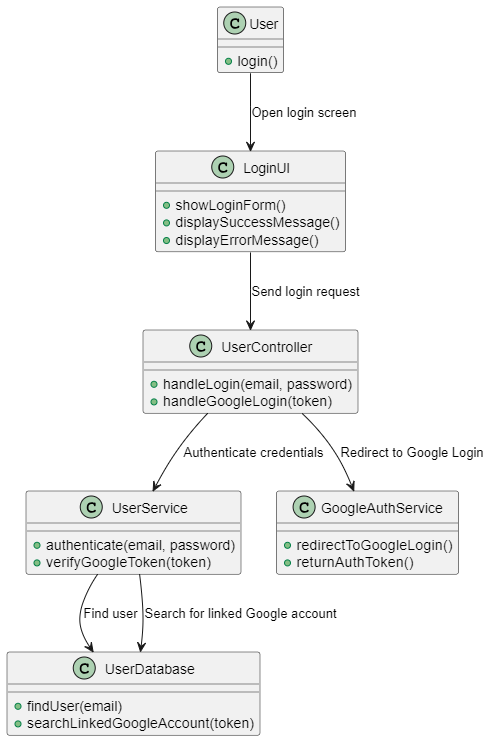 C User
login()
Open login screen
C LoginUI
showLoginForm()
displaySuccessMessage()
displayErrorMessage()
Send login request
C UserController
handleLogin(email, password)
handleGoogleLogin(token)
Authenticate credentials
Redirect to Google Login
C UserService
authenticate(email, password)
verifyGoogleToken(token)
C GoogleAuthService
redirectToGoogleLogin()
returnAuthToken()
Find user
Search for linked Google account
C UserDatabase
findUser(email)
searchLinkedGoogleAccount(token)